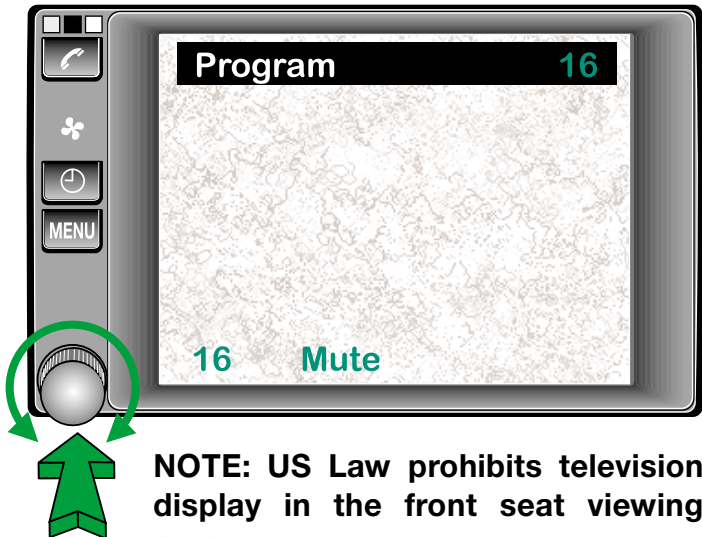 Program 16
MENU
16 Mute
NOTE: US Law prohibits television
display in the front seat viewing